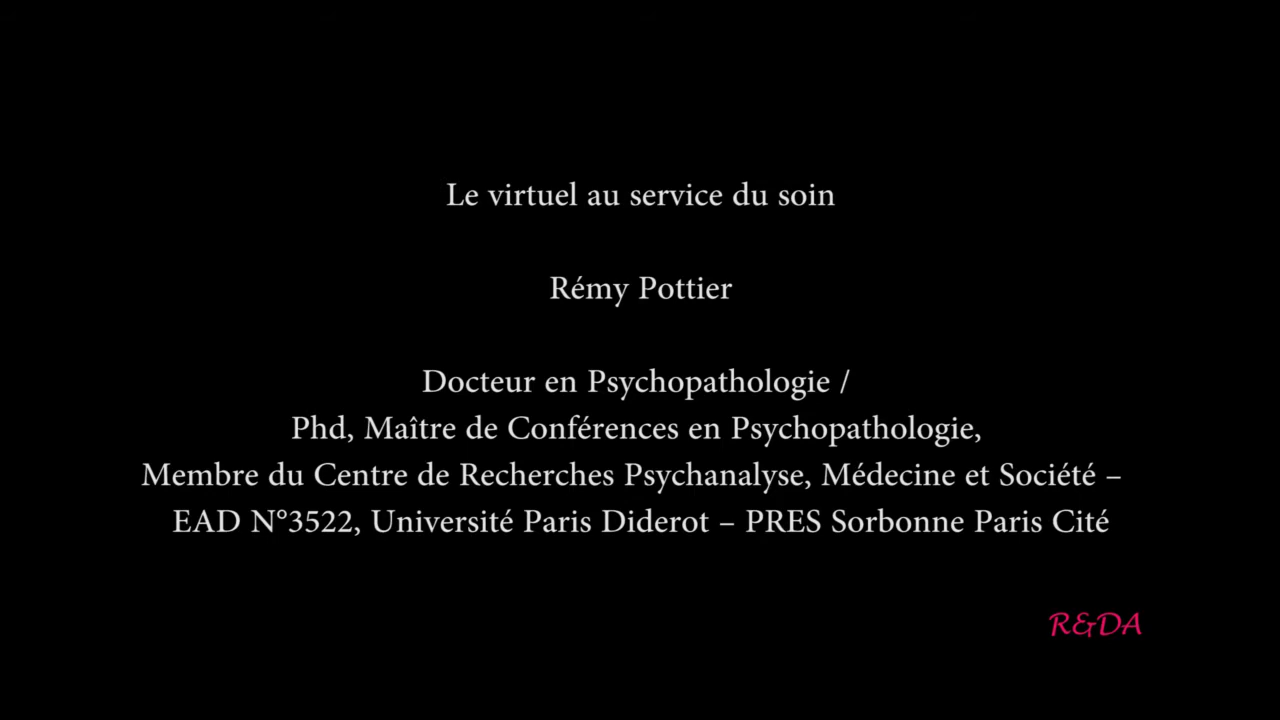 Le virtuel au service du soin
Rémy Pottier
Docteur en Psychopathologie /
Phd, Maître de Conférences en Psychopathologie,
Membre du Centre de Recherches Psychanalyse, Médecine et Société –
EAD N°3522, Université Paris Diderot – PRES Sorbonne Paris Cité
R&DA